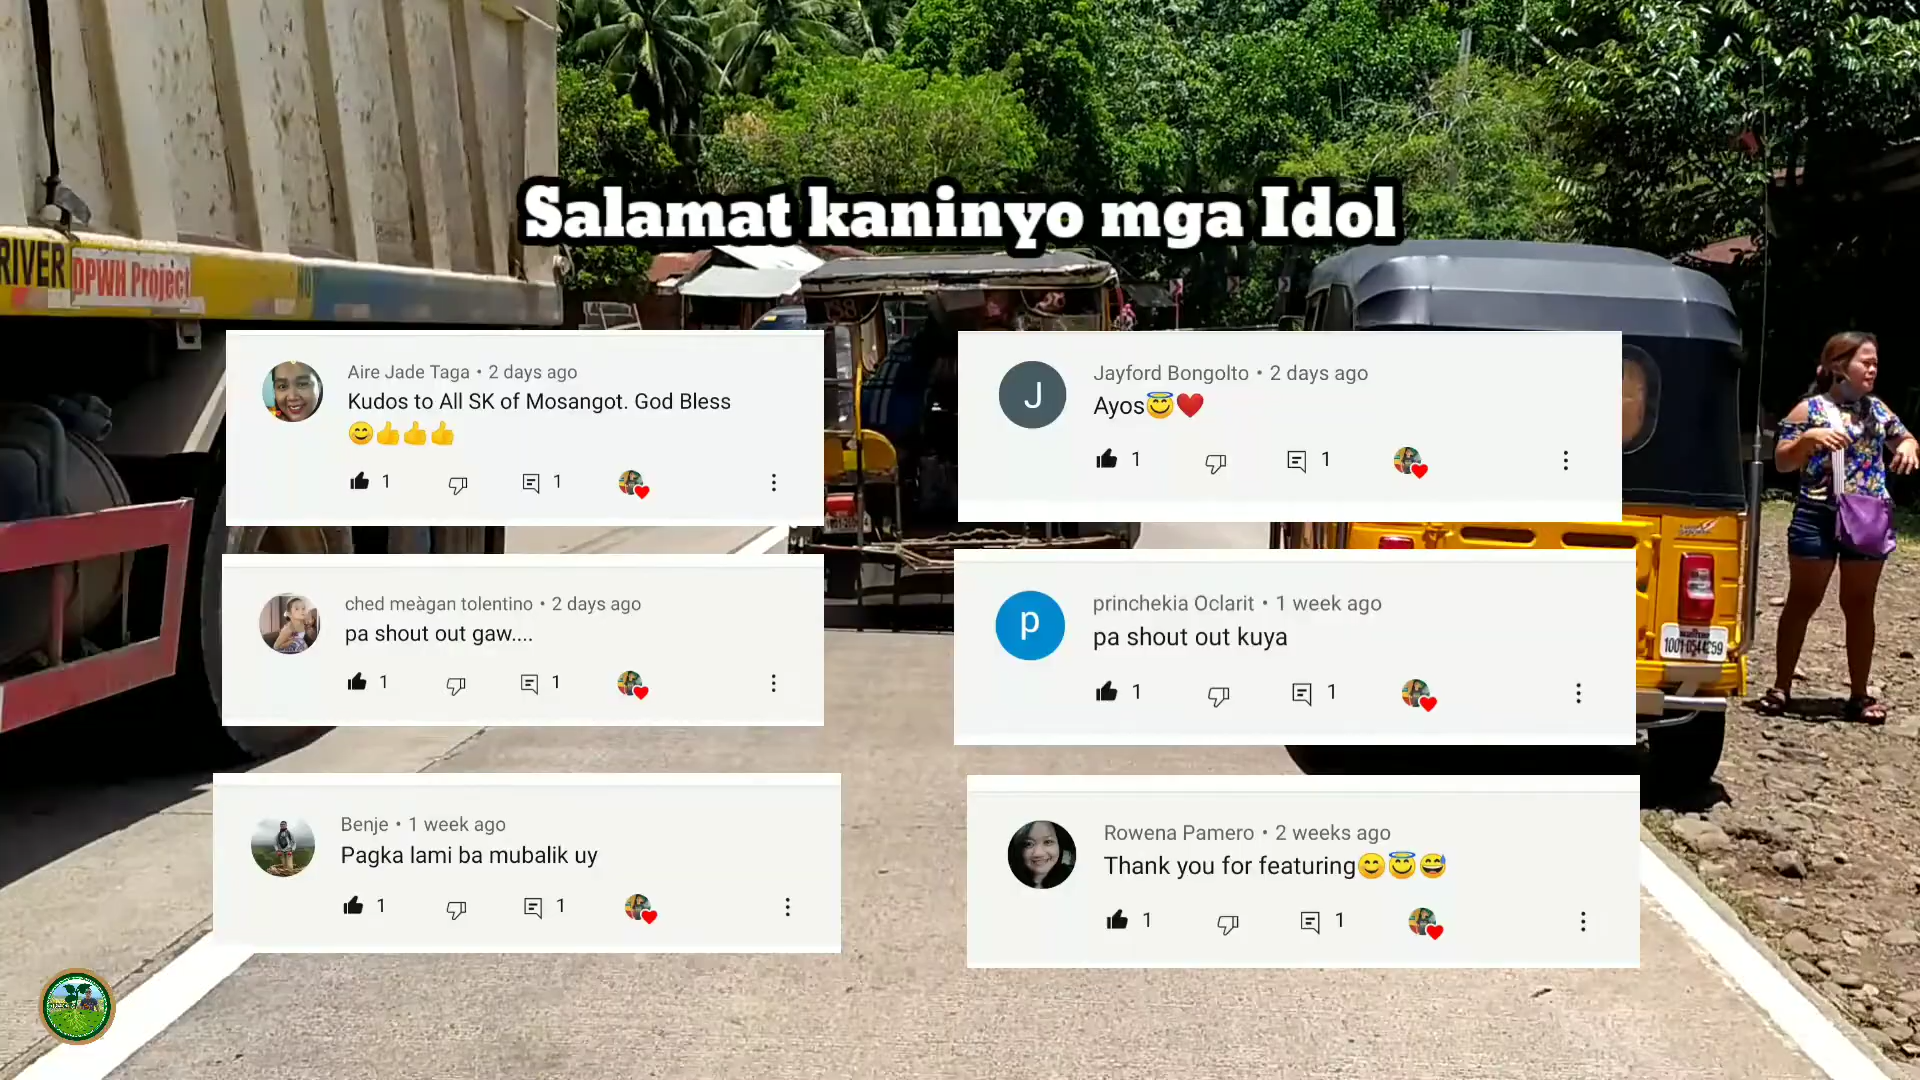 Salamat kaninyo mga Idol
RIVER
DPWH Project
NO
Aire Jade Taga • 2 days ago
Kudos to All SK of Mosangot. God Bless
😊👍👍👍
1 1
Jayford Bongolto • 2 days ago
Ayos😇❤️
1 1
ched meàgan tolentino • 2 days ago
pa shout out gaw....
1 1
princhekia Oclarit • 1 week ago
pa shout out kuya
1 1
Benje • 1 week ago
Pagka lami ba mubalik uy
1 1
Rowena Pamero • 2 weeks ago
Thank you for featuring😊😇😅
1 1
J
p
158
1001-0544259